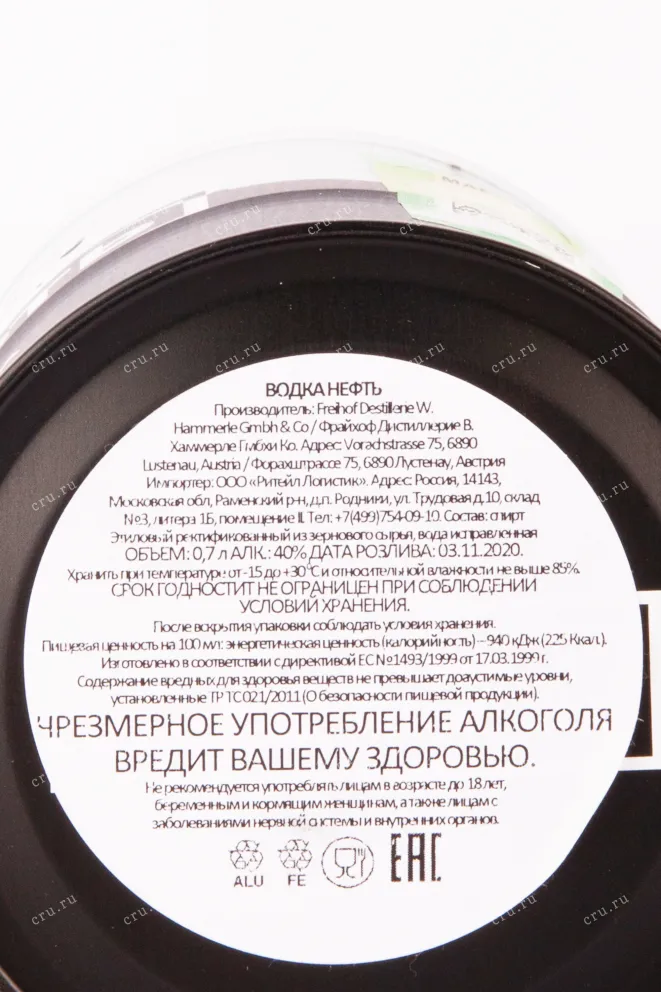 ВОДКА НЕФТЬ
Производитель: Freihof Destillerie W.
Hammerle Gmbh & Co / Фрайхоф Дистиллерие В.
Хаммерле Гмбхи Ко. Адрес: Vorachstrasse 75, 6890
Lustenau, Austria / Форахштрассе 75, 6890 Лустенау, Австрия
Импортер: ООО «Ритейл Логистик». Адрес: Россия, 14143,
Московская обл, Раменский р-н, д.п. Родники, ул. Трудовая д.10, склад
№3, литера 1Б, помещение II. Тел: +7(499)754-09-10. Состав: спирт
Этиловый ректификованный из зернового сырья, вода исправленная
ОБЪЕМ: 0,7 л АЛК.: 40% ДАТА РОЗЛИВА: 03.11.2020.
Хранить при температуре от -15 до +30°С и относительной влажности не выше 85%.
СРОК ГОДНОСТИТ НЕ ОГРАНИЦЕН ПРИ СОБЛЮДЕНИИ
УСЛОВИЙ ХРАНЕНИЯ.
После вскрытия упаковки соблюдать условия хранения.
Пищевая ценность на 100 мл: энергетическая ценность (калорийность) – 940 кДж (225 Ккал).
Изготовлено в соответствии с директивой ЕС №1493/1999 от 17.03.1999 г.
Содержание вредных для здоровья веществ не превышает допустимые уровни,
установленные ТР ТС 021/2011 (О безопасности пищевой продукции).
ЧРЕЗМЕРНОЕ УПОТРЕБЛЕНИЕ АЛКОГОЛЯ
ВРЕДИТ ВАШЕМУ ЗДОРОВЬЮ.
Не рекомендуется употреблять лицам в возрасте до 18 лет,
беременным и кормящим женщинам, а также лицам с
заболеваниями нервной системы и внутренних органов.
ALU FE EAC
cru.ru